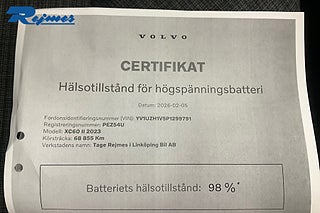 Rejmes
VOLVO
CERTIFIKAT
Hälsotillstånd för högspänningsbatteri
Datum: 2026-02-05
Fordonsidentifieringsnummer (VIN): YV1UZH1V5P1299791
Registreringsnummer: PEZ54U
Modell: XC60 II 2023
Körsträcka: 68 855 Km
Verkstadens namn: Tage Rejmes i Linköping Bil AB
Batteriets hälsotillstånd: 98 %*